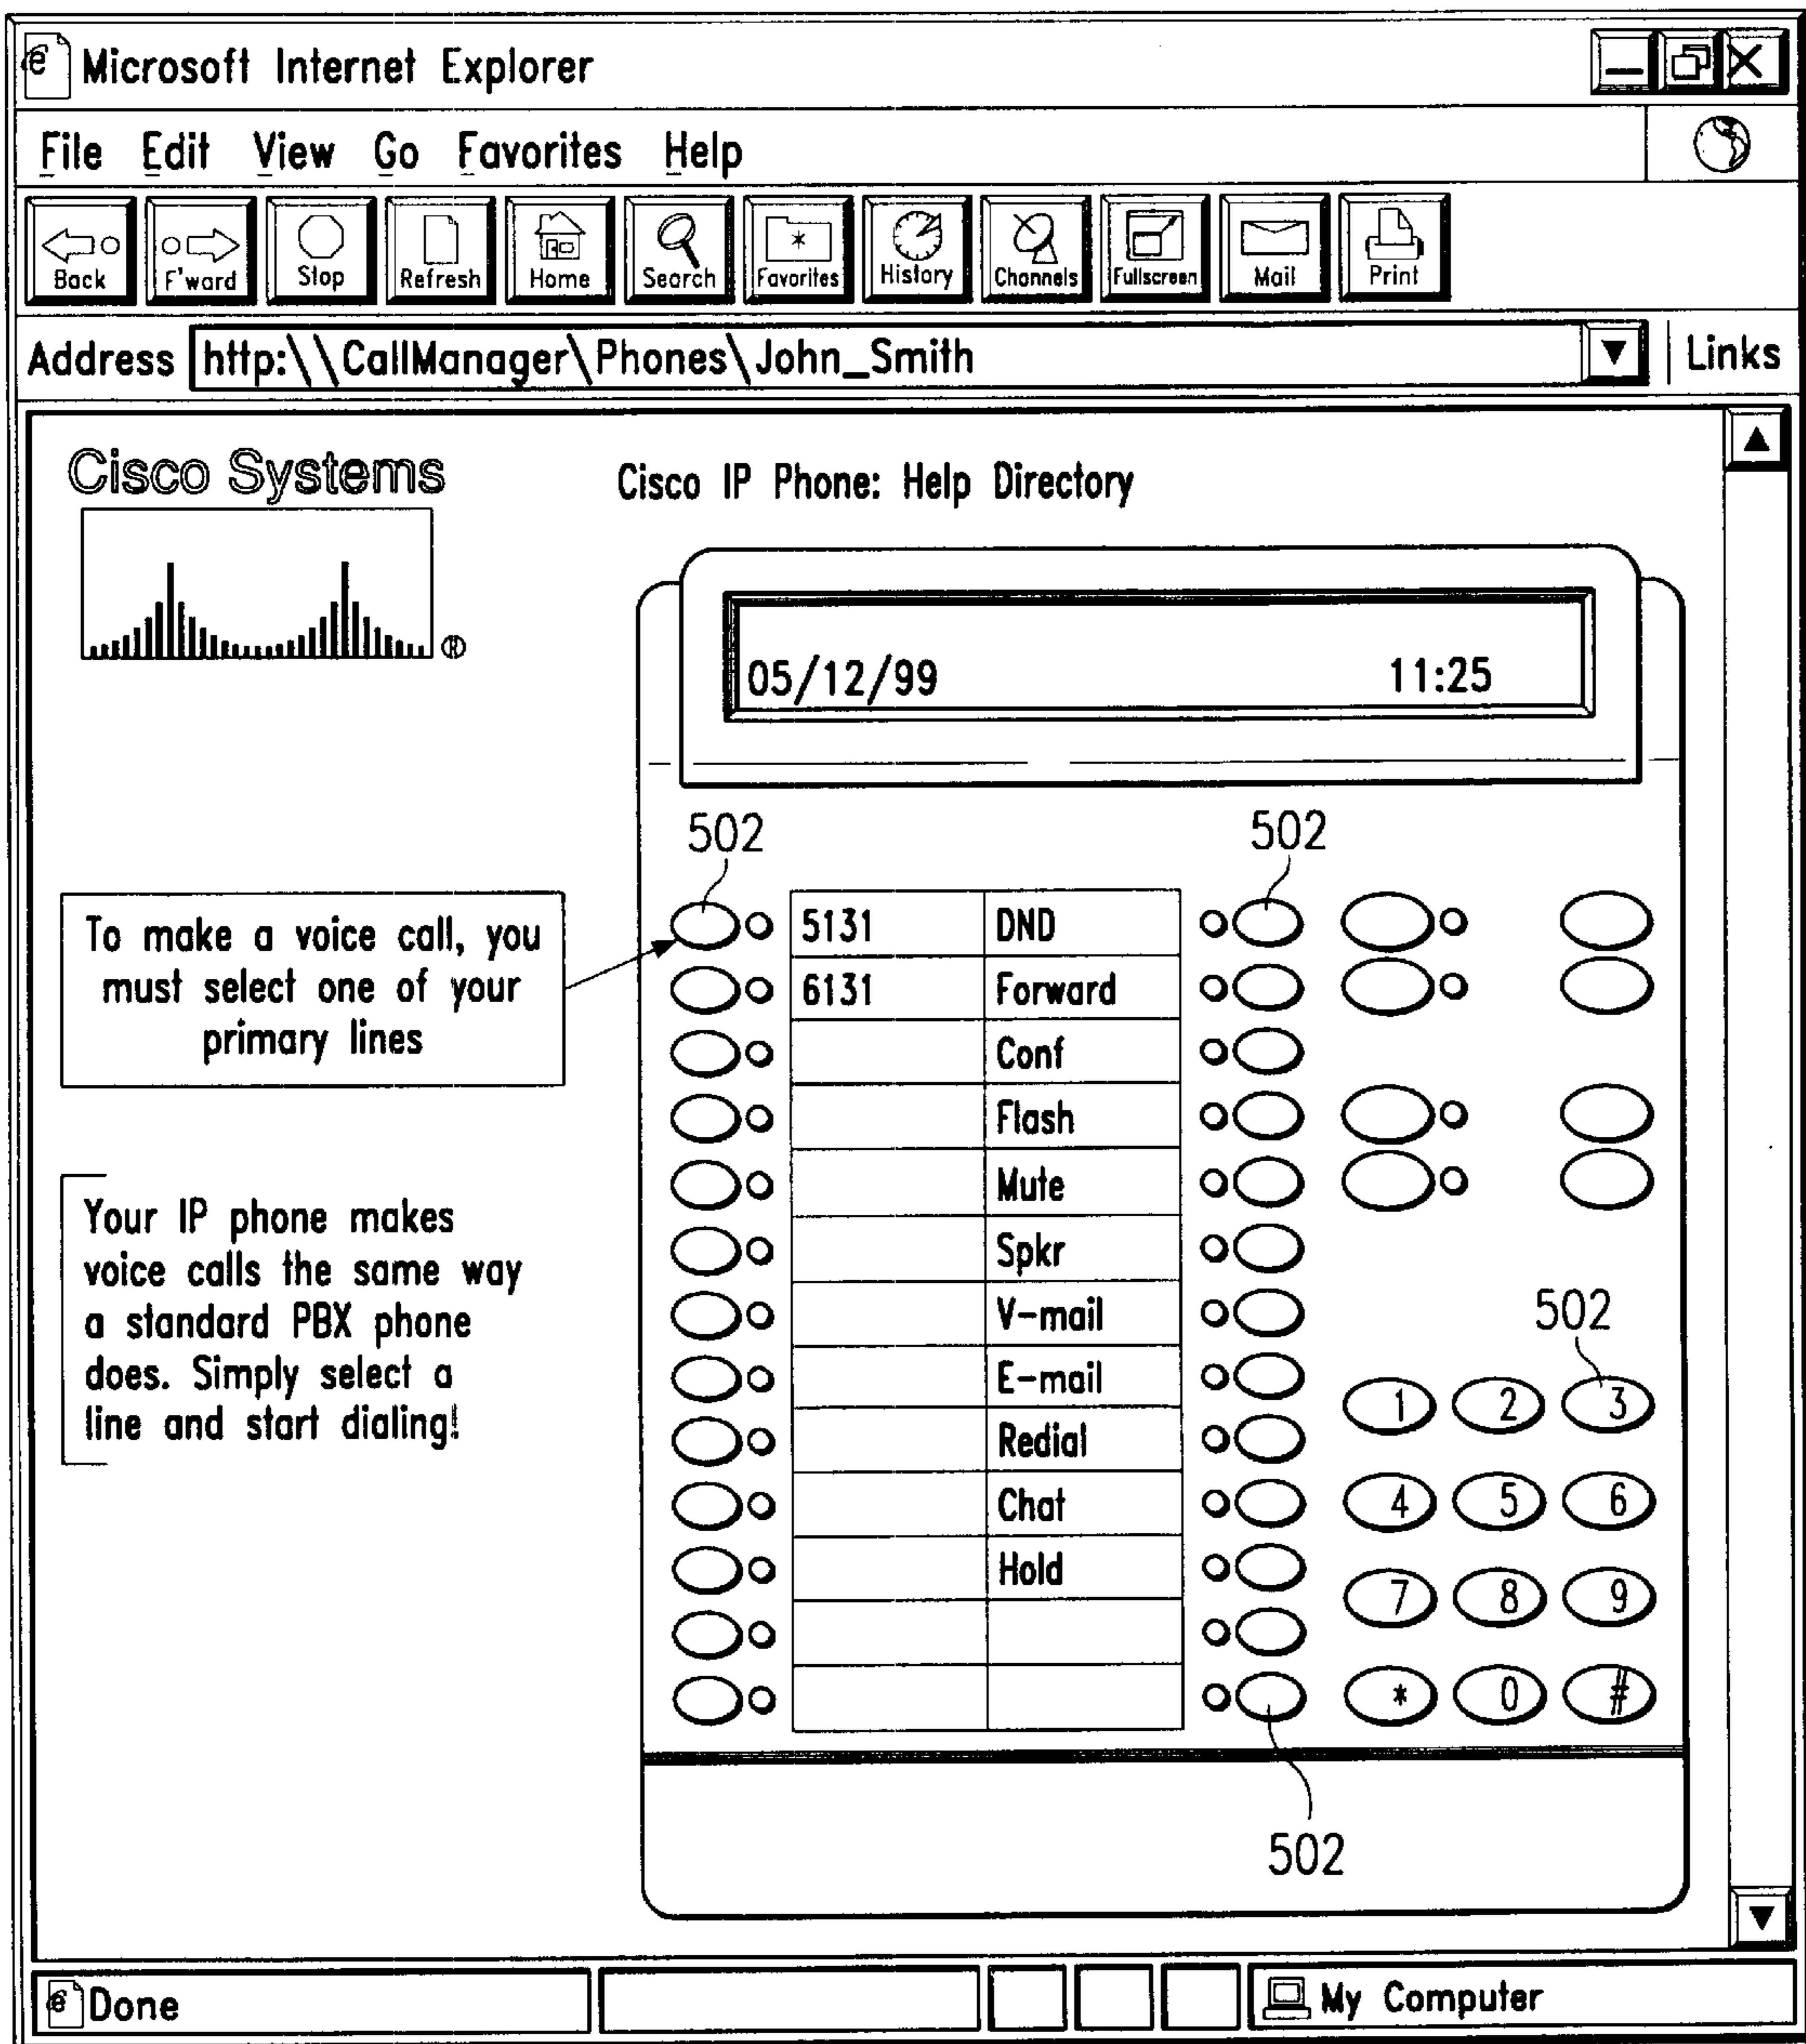 Microsoft Internet Explorer
File Edit View Go Favorites Help
Back F'ward Stop Refresh Home Search Favorites History Channels Fullscreen Mail Print
Address http:\\CallManager\Phones\John_Smith Links
Cisco Systems
®
Cisco IP Phone: Help Directory
05/12/99 11:25
502 502
To make a voice call, you
must select one of your
primary lines
Your IP phone makes
voice calls the same way
a standard PBX phone
does. Simply select a
line and start dialing!
5131 DND
6131 Forward
Conf
Flash
Mute
Spkr
V-mail
E-mail
Redial
Chat
Hold
502
1 2 3
4 5 6
7 8 9
* 0 #
502
Done My Computer